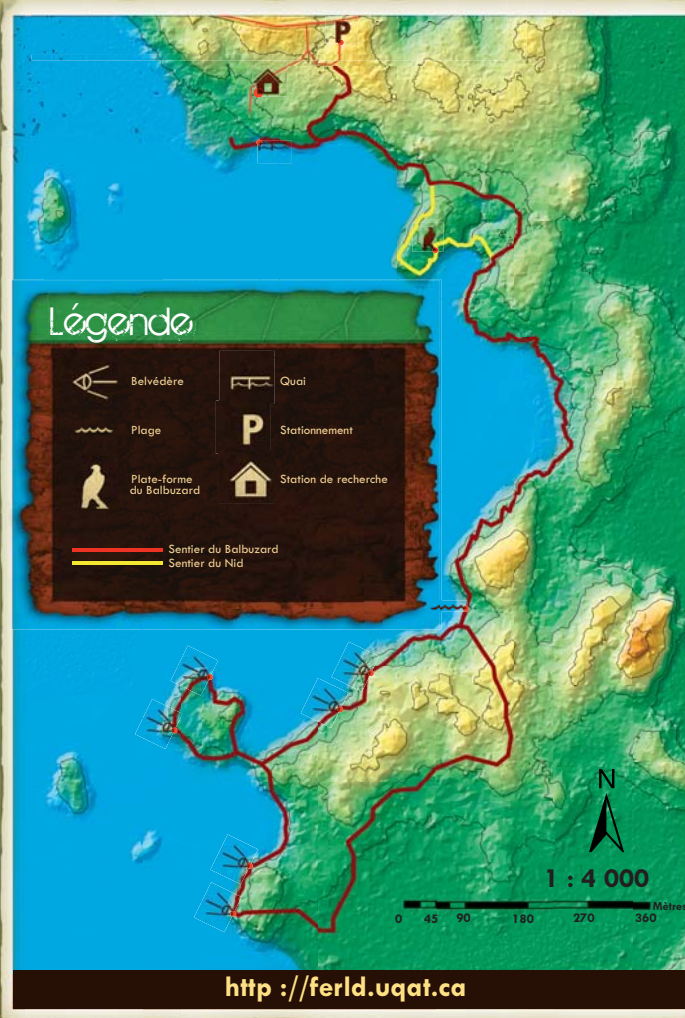 P
Légende
Belvédère
Quai
Plage
P
Stationnement
Plate-forme
du Balbuzard
Station de recherche
Sentier du Balbuzard
Sentier du Nid
N
1 : 4 000
Mètres
0 45 90 180 270 360
http ://ferld.uqat.ca